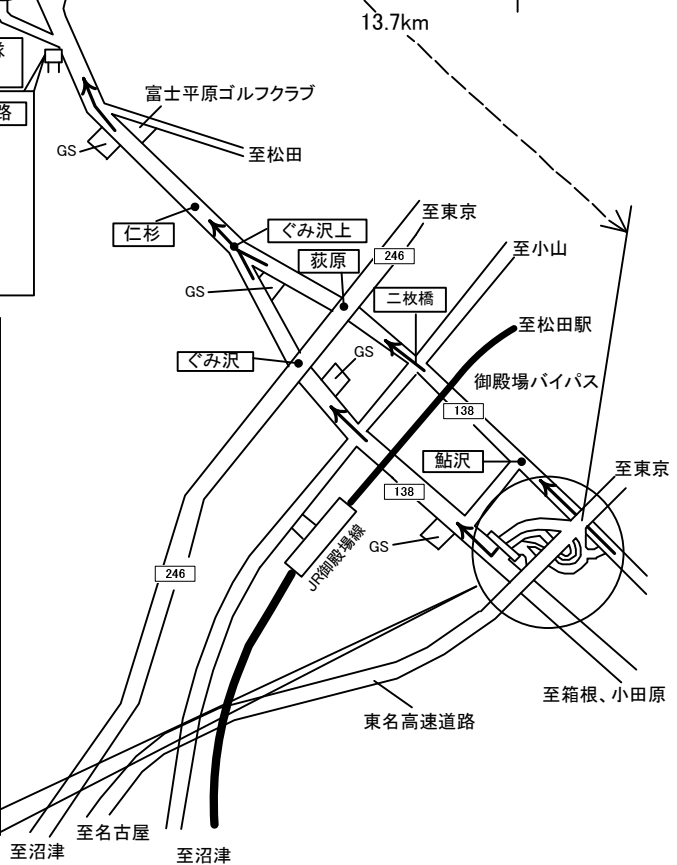 13.7km
隊
路
富士平原ゴルフクラブ
GS
至松田
仁杉
ぐみ沢上
至東京
246
荻原
至小山
GS
二枚橋
至松田駅
ぐみ沢
GS
御殿場バイパス
138
鮎沢
至東京
138
GS
JR御殿場線
246
至箱根、小田原
東名高速道路
至名古屋
至沼津
至沼津